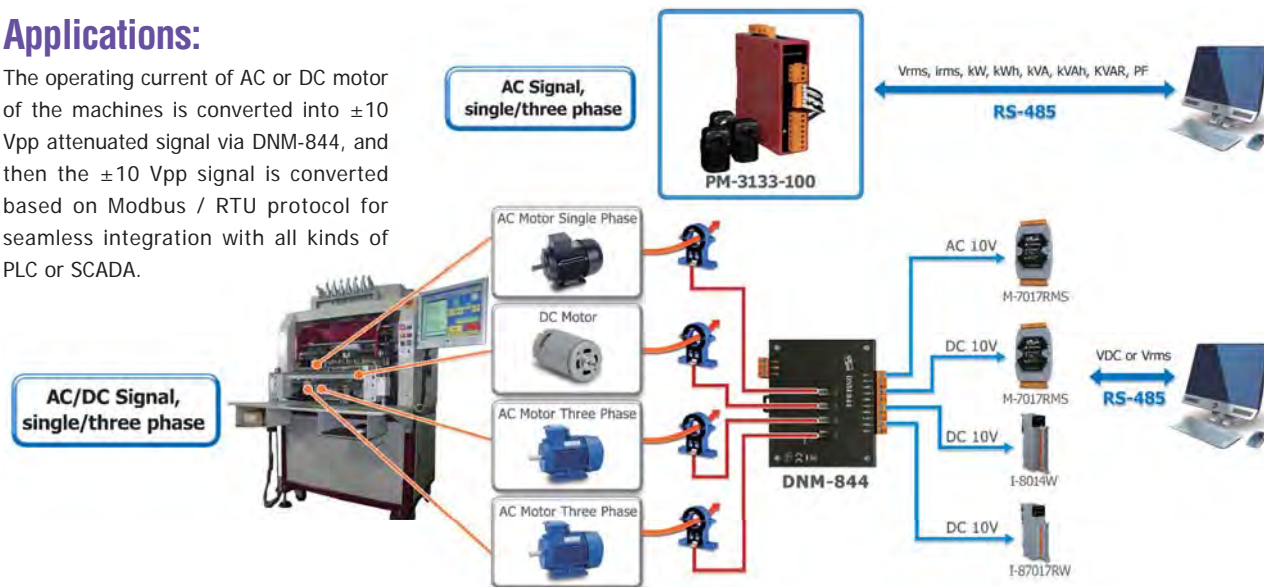 Applications:
The operating current of AC or DC motor
of the machines is converted into ±10
Vpp attenuated signal via DNM-844, and
then the ±10 Vpp signal is converted
based on Modbus / RTU protocol for
seamless integration with all kinds of
PLC or SCADA.
AC Signal,
single/three phase
PM-3133-100
Vrms, irms, kW, kWh, kVA, kVAh, KVAR, PF
RS-485
AC/DC Signal,
single/three phase
AC Motor Single Phase
DC Motor
AC Motor Three Phase
AC Motor Three Phase
DNM-844
AC 10V
M-7017RMS
DC 10V
M-7017RMS
DC 10V
I-8014W
DC 10V
I-87017RW
VDC or Vrms
RS-485